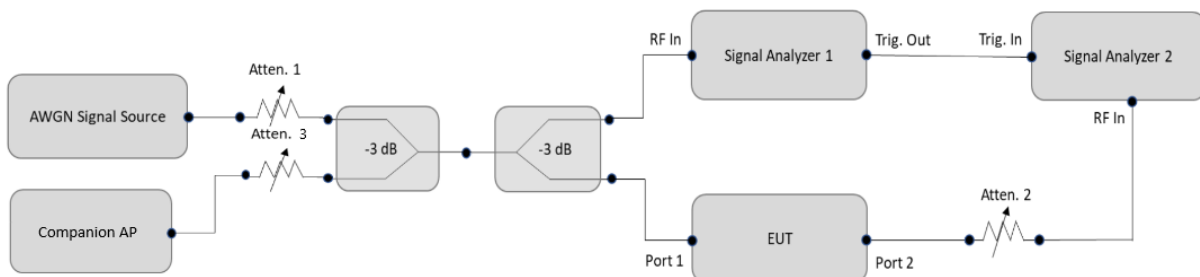 RF In
Signal Analyzer 1
Trig. Out
Trig. In
Signal Analyzer 2
Atten. 1
AWGN Signal Source
RF In
Atten. 3
-3 dB
-3 dB
Companion AP
Atten. 2
EUT
Port 1
Port 2